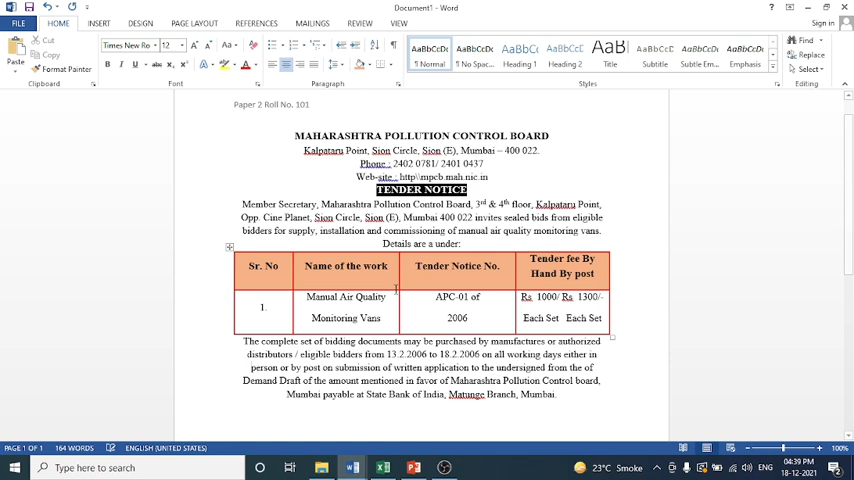 Document1 - Word
Sign in
FILE HOME INSERT DESIGN PAGE LAYOUT REFERENCES MAILINGS REVIEW VIEW
Paste
Cut
Copy
Format Painter
Clipboard
Times New Ro 12
Font
Paragraph
AaBbCcDc AaBbCcDc AaBbC AaBbCcC AaB AaBbCcC AaBbCcDc AaBbCcDc
¶ Normal ¶ No Spac... Heading 1 Heading 2 Title Subtitle Subtle Em... Emphasis
Styles
Find
Replace
Select
Editing
Paper 2 Roll No. 101
MAHARASHTRA POLLUTION CONTROL BOARD
Kalpataru Point, Sion Circle, Sion (E), Mumbai – 400 022.
Phone : 2402 0781/ 2401 0437
Web-site : http\\mpcb.mah.nic.in
TENDER NOTICE
Member Secretary, Maharashtra Pollution Control Board, 3rd & 4th floor, Kalpataru Point,
Opp. Cine Planet, Sion Circle, Sion (E), Mumbai 400 022 invites sealed bids from eligible
bidders for supply, installation and commissioning of manual air quality monitoring vans.
Details are a under:
Sr. No Name of the work Tender Notice No. Tender fee By
Hand By post
1. Manual Air Quality APC-01 of Rs 1000/ Rs 1300/-
Monitoring Vans 2006 Each Set Each Set
The complete set of bidding documents may be purchased by manufactures or authorized
distributors / eligible bidders from 13.2.2006 to 18.2.2006 on all working days either in
person or by post on submission of written application to the undersigned from the of
Demand Draft of the amount mentioned in favor of Maharashtra Pollution Control board,
Mumbai payable at State Bank of India, Matunge Branch, Mumbai.
PAGE 1 OF 1 164 WORDS ENGLISH (UNITED STATES) 100%
Type here to search
23°C Smoke
ENG
04:39 PM
18-12-2021